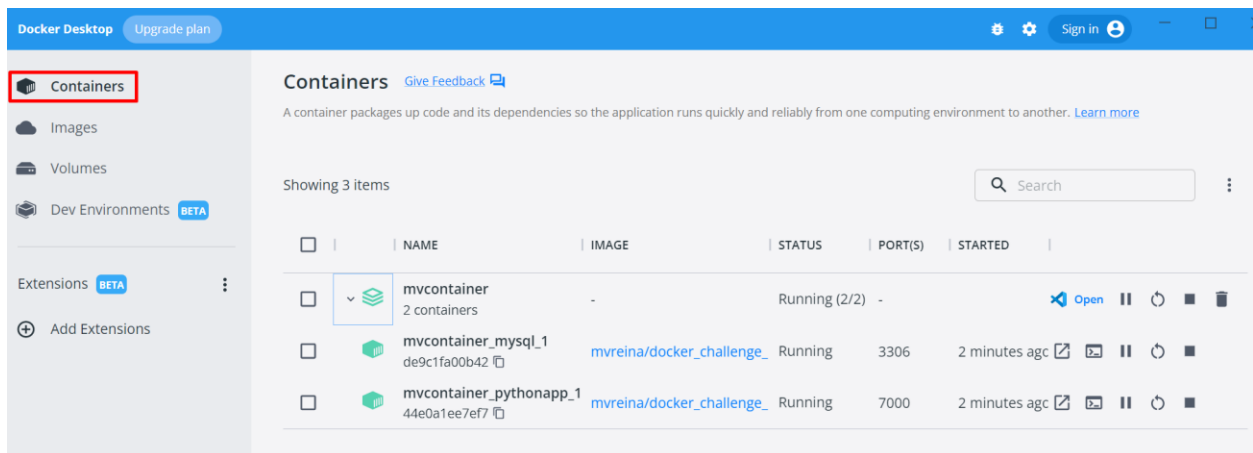 Docker Desktop Upgrade plan Sign in
Containers
Images
Volumes
Dev Environments BETA
Extensions BETA
Add Extensions
Containers Give Feedback
A container packages up code and its dependencies so the application runs quickly and reliably from one computing environment to another. Learn more
Showing 3 items Search
NAME IMAGE STATUS PORT(S) STARTED
mvcontainer - Running (2/2) - Open
2 containers
mvcontainer_mysql_1 mvreina/docker_challenge_ Running 3306 2 minutes agc
de9c1fa00b42
mvcontainer_pythonapp_1 mvreina/docker_challenge_ Running 7000 2 minutes agc
44e0a1ee7ef7